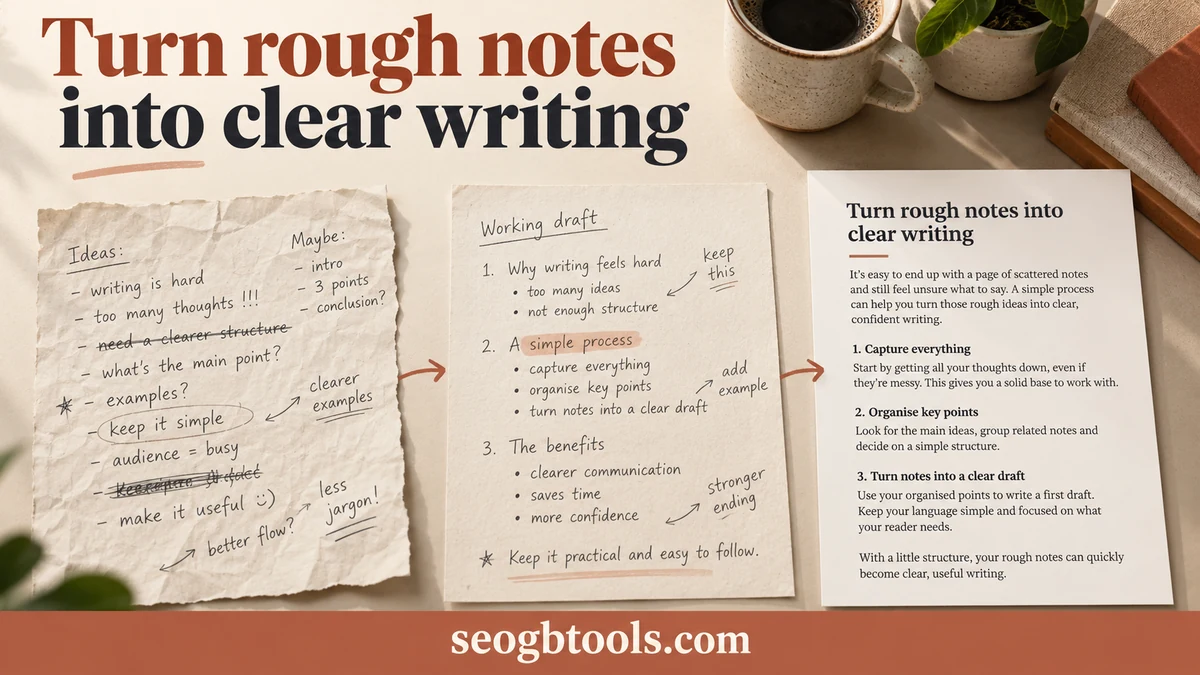 Turn rough notes
into clear writing
Ideas:
- writing is hard
- too many thoughts !!!
- need a clearer structure
- what's the main point?
- examples?
- keep it simple
- audience = busy
- make it useful :)
better flow?
Maybe:
- intro
- 3 points
- conclusion?
clearer
examples
less
jargon!
Working draft
1. Why writing feels hard
• too many ideas
• not enough structure
keep
this
2. A simple process
• capture everything
• organise key points
• turn notes into a clear draft
add
example
3. The benefits
• clearer communication
• saves time
• more confidence
stronger
ending
Keep it practical and easy to follow.
Turn rough notes into
clear writing
It's easy to end up with a page of scattered notes
and still feel unsure what to say. A simple process
can help you turn those rough ideas into clear,
confident writing.
1. Capture everything
Start by getting all your thoughts down, even if
they're messy. This gives you a solid base to work with.
2. Organise key points
Look for the main ideas, group related notes and
decide on a simple structure.
3. Turn notes into a clear draft
Use your organised points to write a first draft.
Keep your language simple and focused on what
your reader needs.
With a little structure, your rough notes can quickly
become clear, useful writing.
seogbtools.com